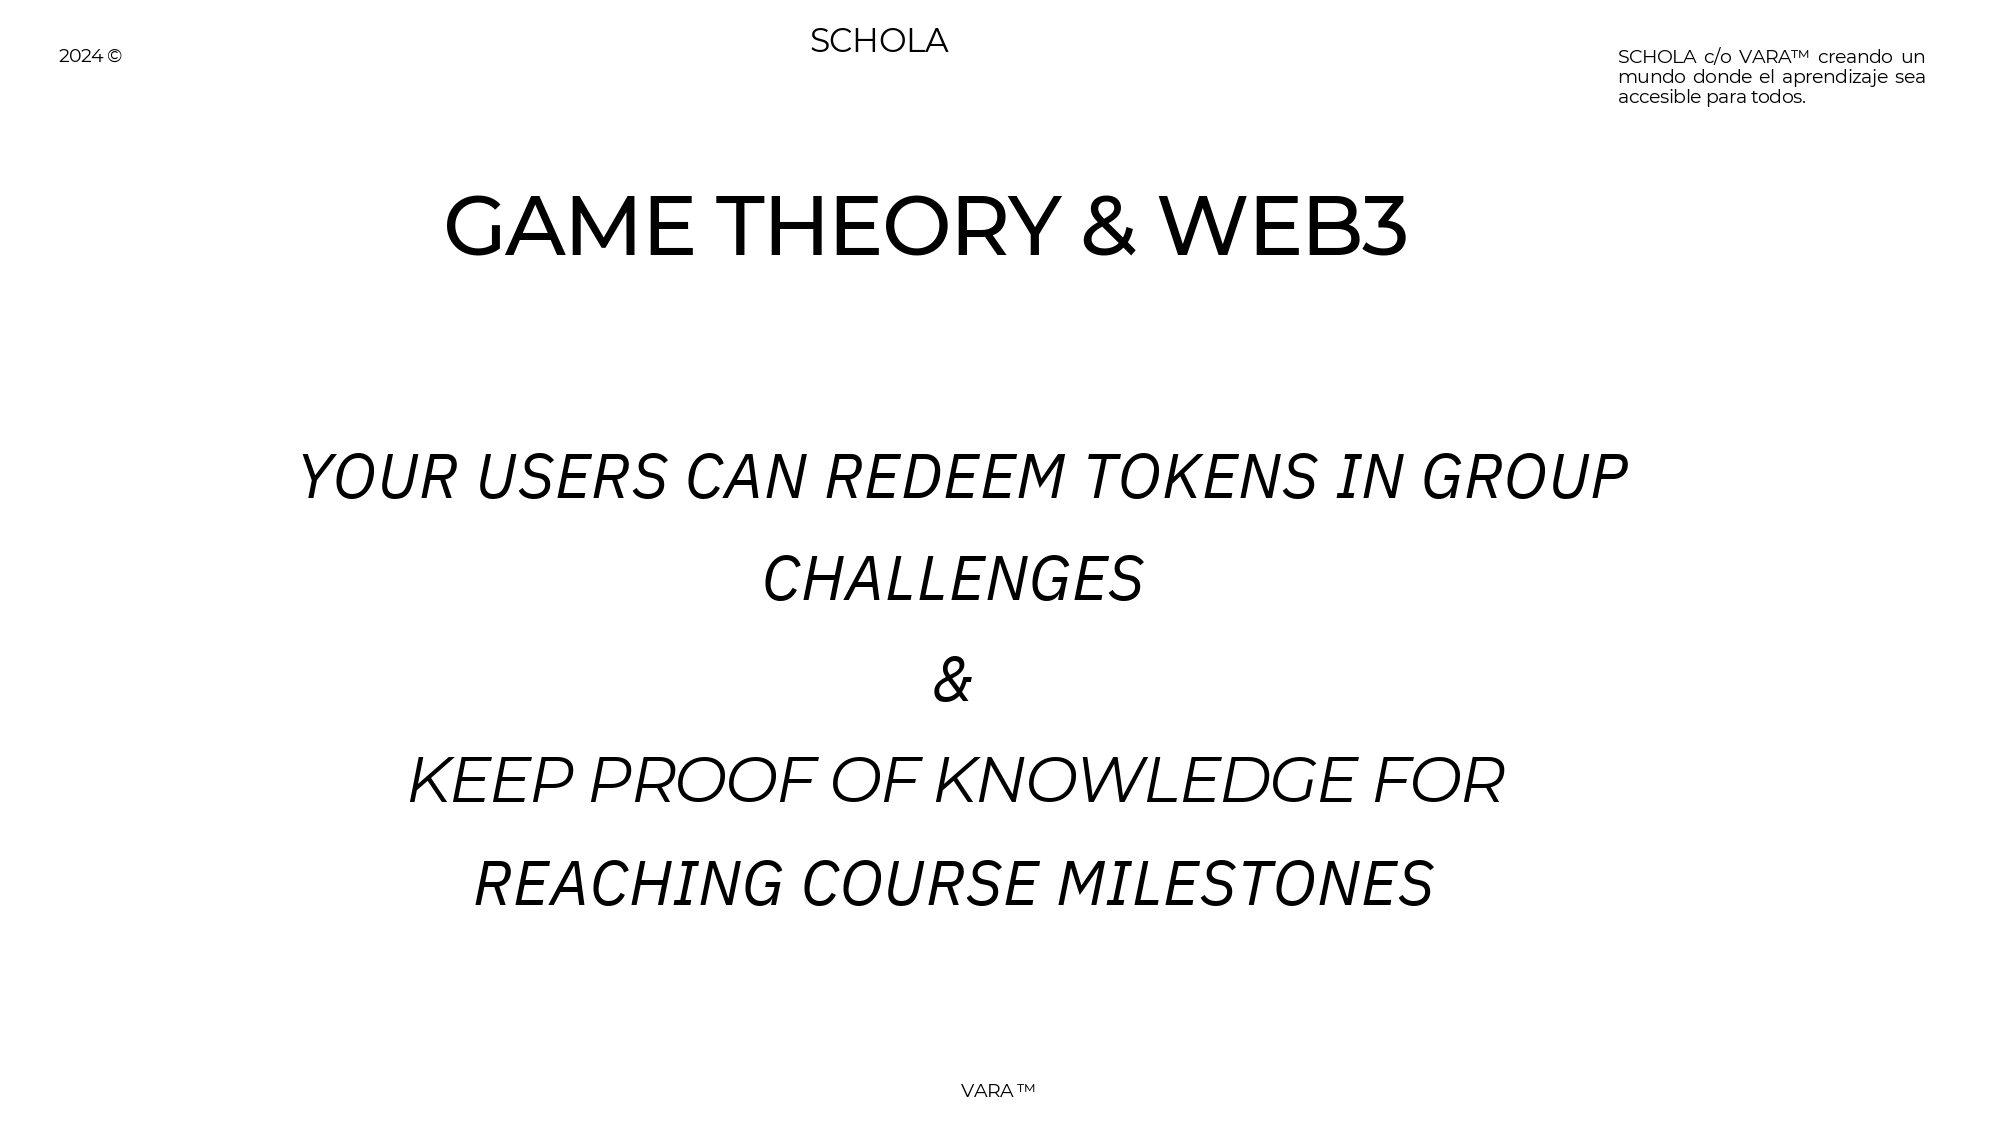 2024 ©
SCHOLA
SCHOLA c/o VARA™ creando un
mundo donde el aprendizaje sea
accesible para todos.
GAME THEORY & WEB3
YOUR USERS CAN REDEEM TOKENS IN GROUP
CHALLENGES
&
KEEP PROOF OF KNOWLEDGE FOR
REACHING COURSE MILESTONES
VARA ™